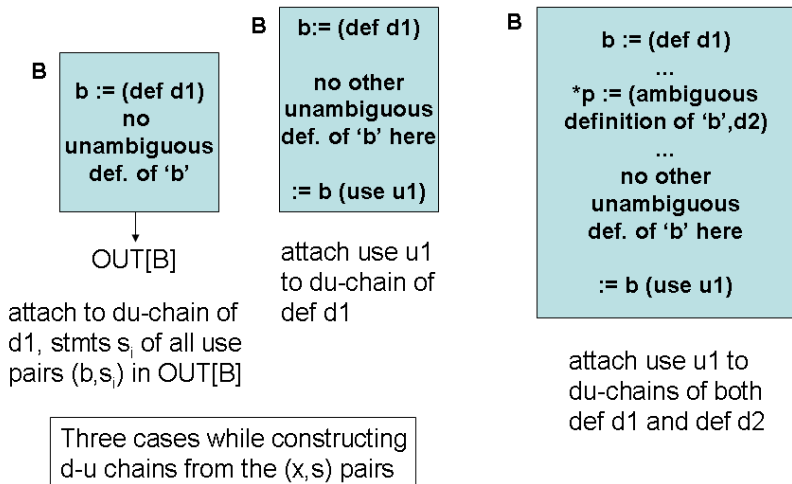 B
b := (def d1)
no
unambiguous
def. of ‘b’
OUT[B]
attach to du-chain of
d1, stmts si of all use
pairs (b,si) in OUT[B]
B
b:= (def d1)
no other
unambiguous
def. of ‘b’ here
:= b (use u1)
attach use u1
to du-chain of
def d1
B
b := (def d1)
...
*p := (ambiguous
definition of ‘b’,d2)
...
no other
unambiguous
def. of ‘b’ here
:= b (use u1)
attach use u1 to
du-chains of both
def d1 and def d2
Three cases while constructing
d-u chains from the (x,s) pairs